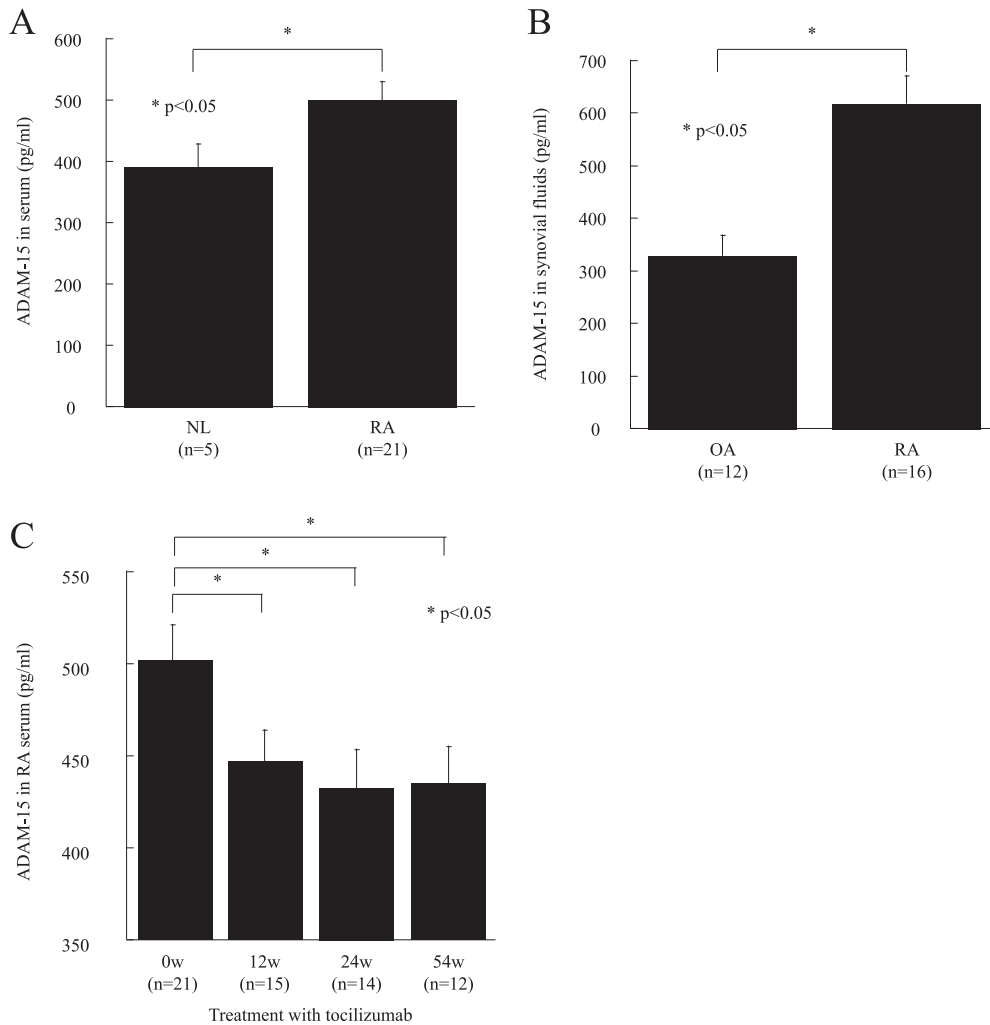 A
ADAM-15 in serum (pg/ml)
600
500
400
300
200
100
0
*
* p<0.05
NL
(n=5)
RA
(n=21)
B
ADAM-15 in synovial fluids (pg/ml)
700
600
500
400
300
200
100
0
*
* p<0.05
OA
(n=12)
RA
(n=16)
C
ADAM-15 in RA serum (pg/ml)
550
500
450
400
350
*
*
*
* p<0.05
0w
(n=21)
12w
(n=15)
24w
(n=14)
54w
(n=12)
Treatment with tocilizumab